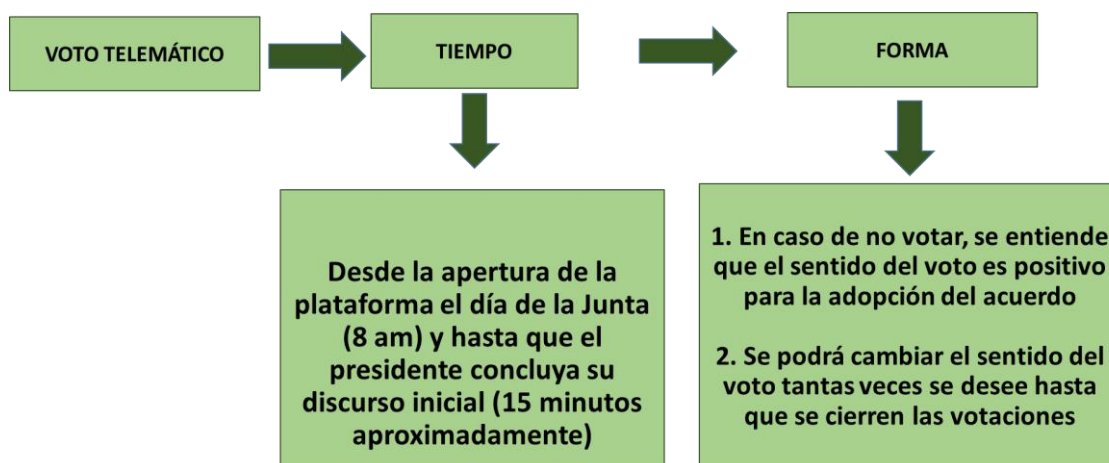 VOTO TELEMÁTICO
TIEMPO
FORMA
Desde la apertura de la
plataforma el día de la Junta
(8 am) y hasta que el
presidente concluya su
discurso inicial (15 minutos
aproximadamente)
1. En caso de no votar, se entiende
que el sentido del voto es positivo
para la adopción del acuerdo
2. Se podrá cambiar el sentido del
voto tantas veces se desee hasta
que se cierren las votaciones